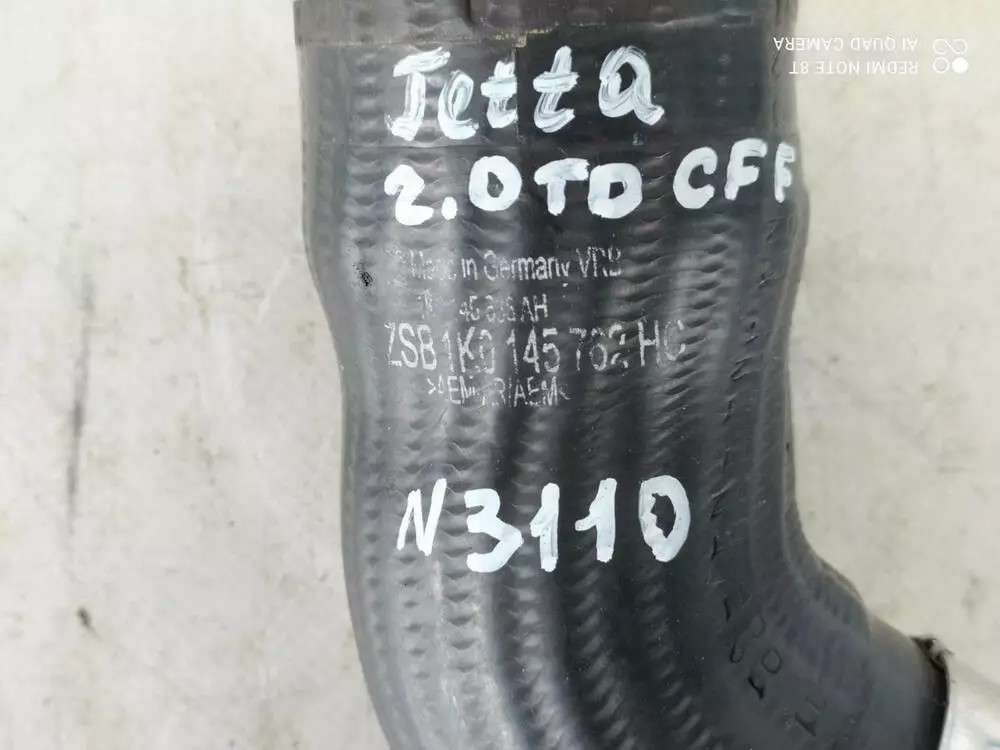 REDMI NOTE 8T
AI QUAD CAMERA
Jetta
2.0TD CFF
Made in Germany VRB
ZSB 1K0 145 762 HC
N3110